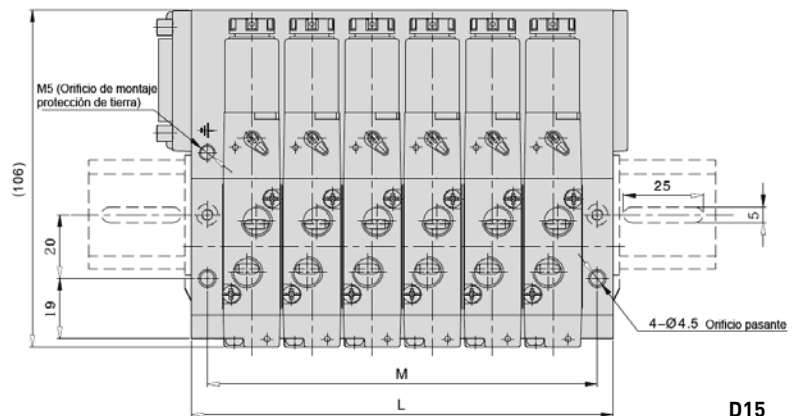 M5 (Orificio de montaje
protección de tierra)
(106)
25
5
20
19
4-Ø4.5 Orificio pasante
M
L
D15